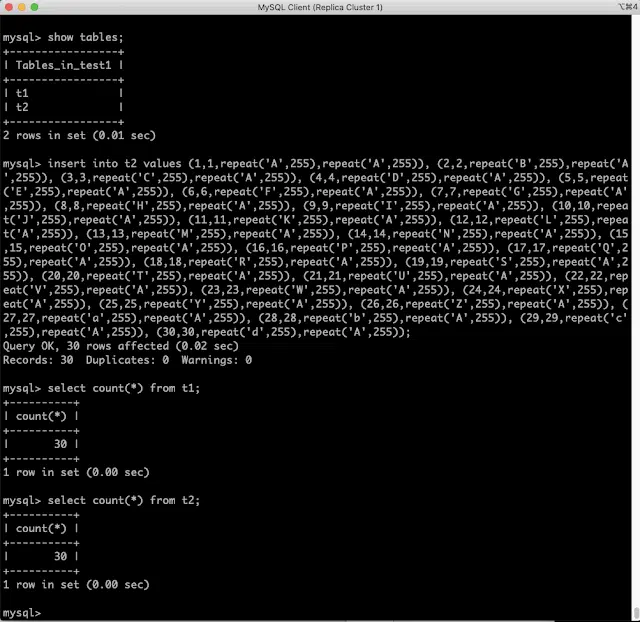 MySQL Client (Replica Cluster 1)
⌥⌘4
mysql> show tables;
+-----------------+
| Tables_in_test1 |
+-----------------+
| t1              |
| t2              |
+-----------------+
2 rows in set (0.01 sec)
mysql> insert into t2 values (1,1,repeat('A',255),repeat('A',255)), (2,2,repeat('B',255),repeat('A
',255)), (3,3,repeat('C',255),repeat('A',255)), (4,4,repeat('D',255),repeat('A',255)), (5,5,repeat
('E',255),repeat('A',255)), (6,6,repeat('F',255),repeat('A',255)), (7,7,repeat('G',255),repeat('A'
,255)), (8,8,repeat('H',255),repeat('A',255)), (9,9,repeat('I',255),repeat('A',255)), (10,10,repea
t('J',255),repeat('A',255)), (11,11,repeat('K',255),repeat('A',255)), (12,12,repeat('L',255),repea
t('A',255)), (13,13,repeat('M',255),repeat('A',255)), (14,14,repeat('N',255),repeat('A',255)), (15
,15,repeat('O',255),repeat('A',255)), (16,16,repeat('P',255),repeat('A',255)), (17,17,repeat('Q',2
55),repeat('A',255)), (18,18,repeat('R',255),repeat('A',255)), (19,19,repeat('S',255),repeat('A',2
55)), (20,20,repeat('T',255),repeat('A',255)), (21,21,repeat('U',255),repeat('A',255)), (22,22,rep
eat('V',255),repeat('A',255)), (23,23,repeat('W',255),repeat('A',255)), (24,24,repeat('X',255),rep
eat('A',255)), (25,25,repeat('Y',255),repeat('A',255)), (26,26,repeat('Z',255),repeat('A',255)), (
27,27,repeat('a',255),repeat('A',255)), (28,28,repeat('b',255),repeat('A',255)), (29,29,repeat('c'
,255),repeat('A',255)), (30,30,repeat('d',255),repeat('A',255));
Query OK, 30 rows affected (0.02 sec)
Records: 30  Duplicates: 0  Warnings: 0
mysql> select count(*) from t1;
+----------+
| count(*) |
+----------+
|       30 |
+----------+
1 row in set (0.00 sec)
mysql> select count(*) from t2;
+----------+
| count(*) |
+----------+
|       30 |
+----------+
1 row in set (0.00 sec)
mysql>